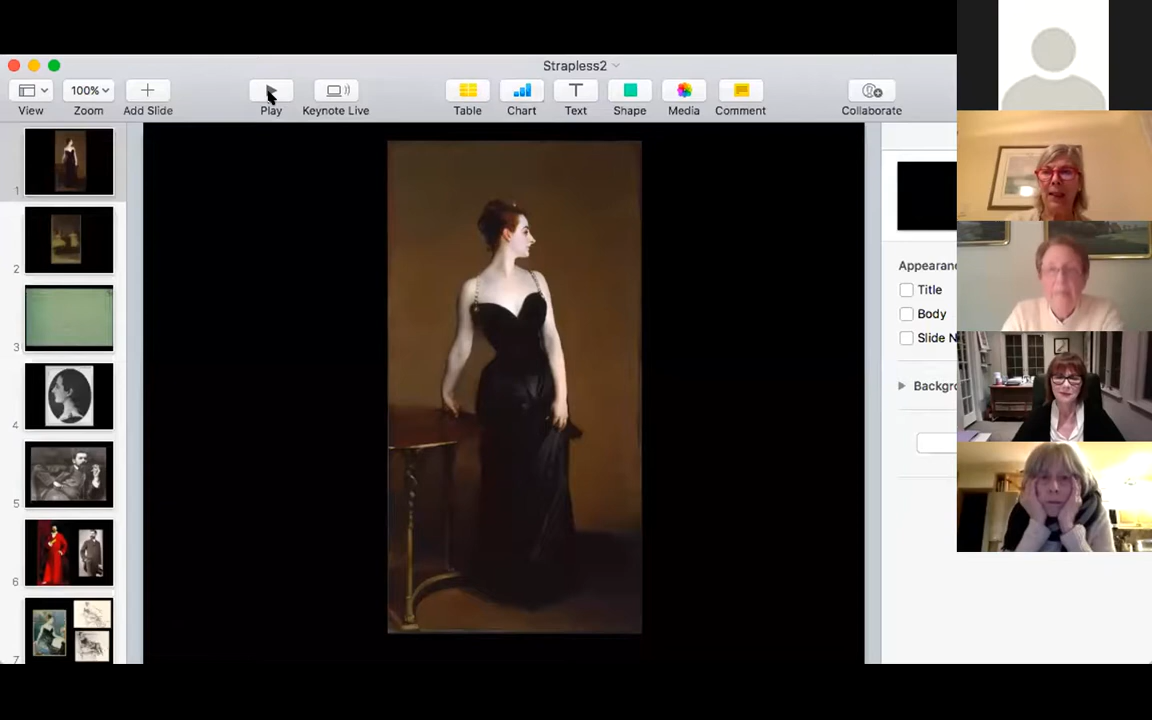 Strapless2
100%
View
Zoom
Add Slide
Play
Keynote Live
Table
Chart
Text
Shape
Media
Comment
Collaborate
1
2
3
4
5
6
7
Appearan
Title
Body
Slide N
Backgro